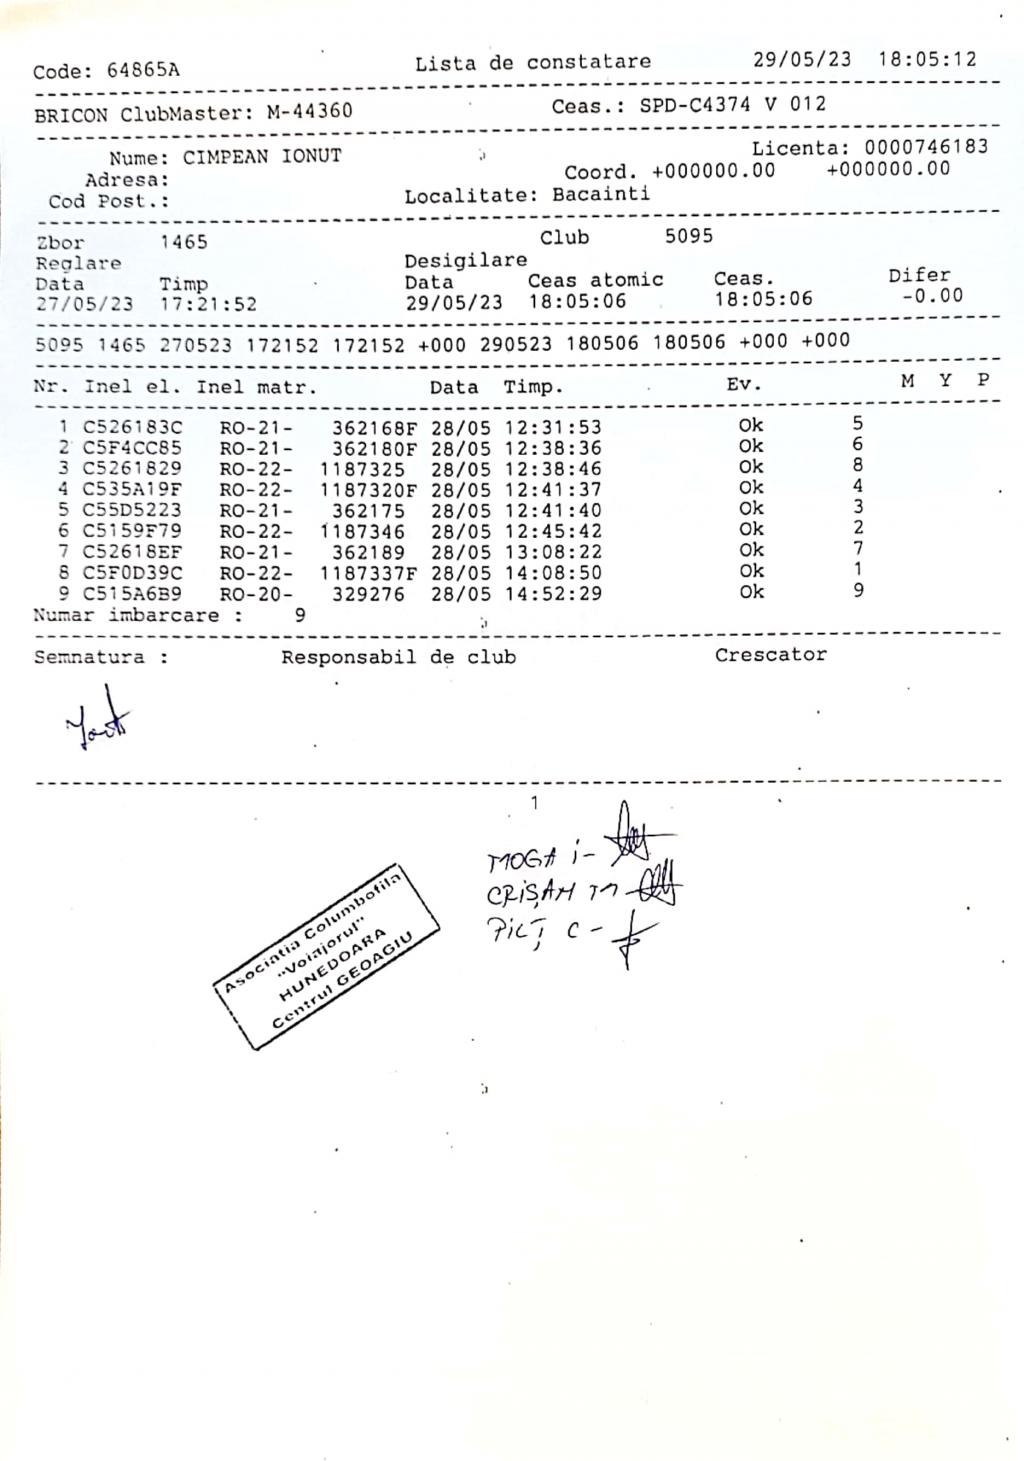 Code: 64865A Lista de constatare 29/05/23 18:05:12
BRICON ClubMaster: M-44360 Ceas.: SPD-C4374 V 012
Nume: CIMPEAN IONUT Licenta: 0000746183
Adresa: Coord. +000000.00 +000000.00
Cod Post.: Localitate: Bacainti
Zbor 1465 Club 5095
Reglare Desigilare
Data Timp Data Ceas atomic Ceas. Difer
27/05/23 17:21:52 29/05/23 18:05:06 18:05:06 -0.00
5095 1465 270523 172152 172152 +000 290523 180506 180506 +000 +000
Nr. Inel el. Inel matr. Data Timp. Ev. M Y P
1 C526183C RO-21- 362168F 28/05 12:31:53 Ok 5
2 C5F4CC85 RO-21- 362180F 28/05 12:38:36 Ok 6
3 C5261829 RO-22- 1187325 28/05 12:38:46 Ok 8
4 C535A19F RO-22- 1187320F 28/05 12:41:37 Ok 4
5 C55D5223 RO-21- 362175 28/05 12:41:40 Ok 3
6 C5159F79 RO-22- 1187346 28/05 12:45:42 Ok 2
7 C52618EF RO-21- 362189 28/05 13:08:22 Ok 7
8 C5F0D39C RO-22- 1187337F 28/05 14:08:50 Ok 1
9 C515A6B9 RO-20- 329276 28/05 14:52:29 Ok 9
Numar imbarcare : 9
Semnatura : Responsabil de club Crescator
1
MOGA i-
CRIŞAN M-
PILŢ C-
Asociatia Columbofila
"Voiajorul"
HUNEDOARA
Centrul GEOAGIU